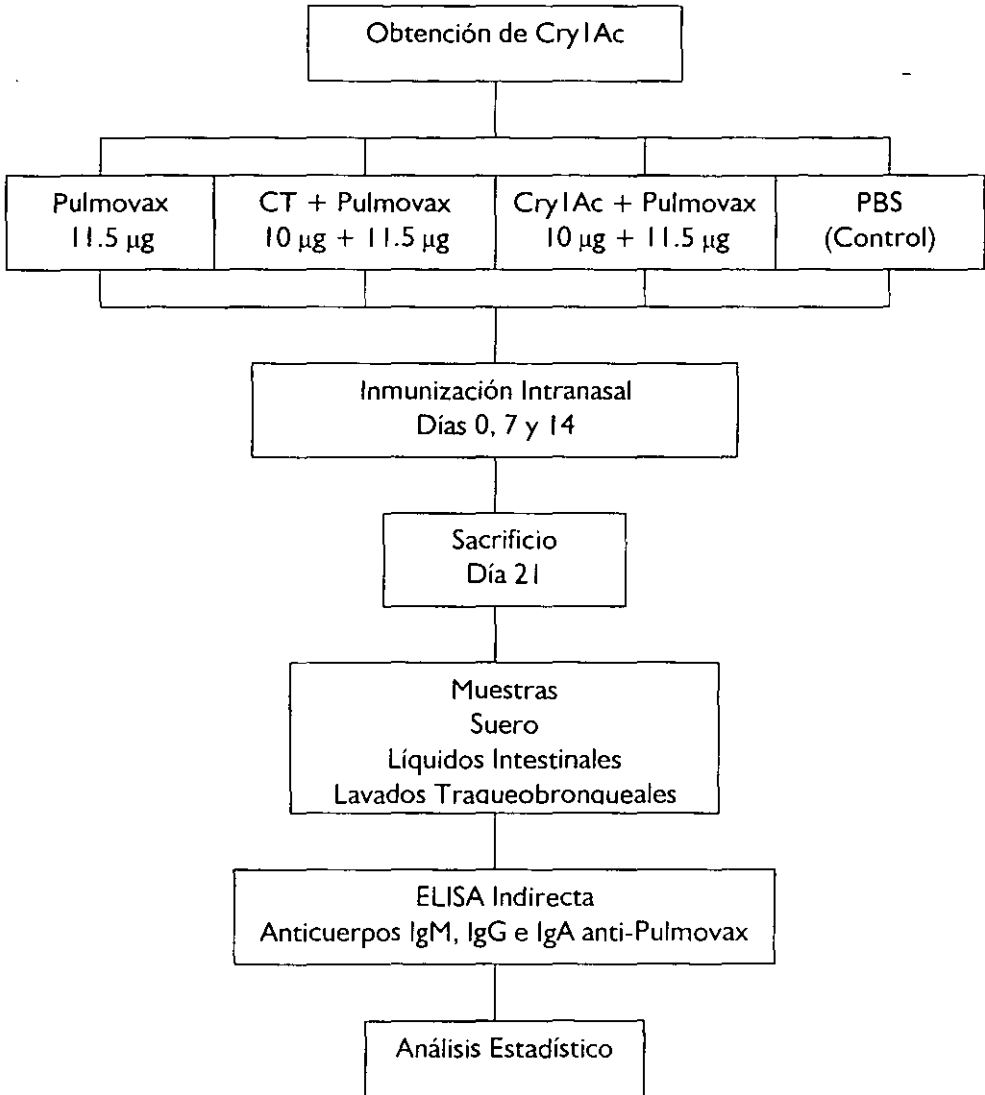 Obtención de Cry1Ac
Pulmovax
11.5 µg
CT + Pulmovax
10 µg + 11.5 µg
Cry1Ac + Pulmovax
10 µg + 11.5 µg
PBS
(Control)
Inmunización Intranasal
Días 0, 7 y 14
Sacrificio
Día 21
Muestras
Suero
Líquidos Intestinales
Lavados Traqueobronqueales
ELISA Indirecta
Anticuerpos IgM, IgG e IgA anti-Pulmovax
Análisis Estadístico